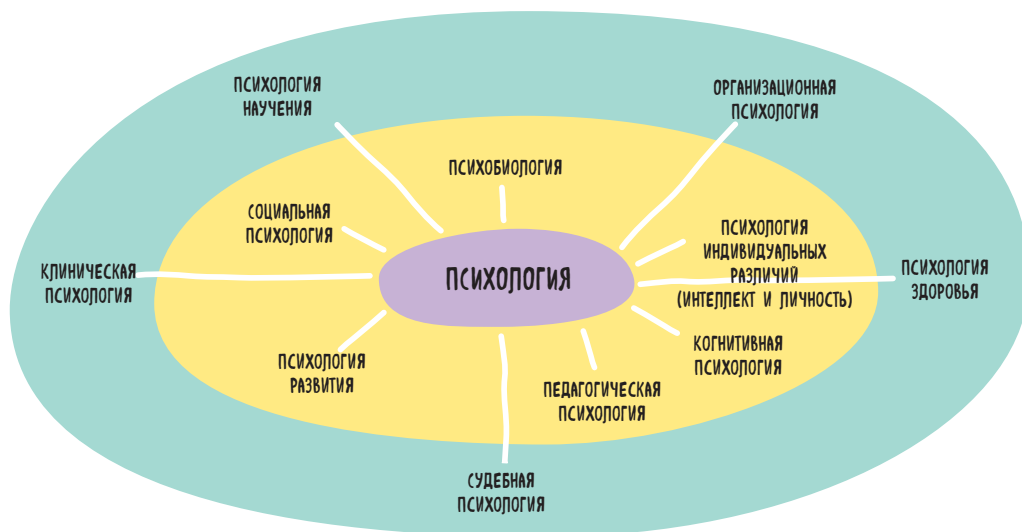 ПСИХОЛОГИЯ
НАУЧЕНИЯ
ОРГАНИЗАЦИОННАЯ
ПСИХОЛОГИЯ
ПСИХОБИОЛОГИЯ
СОЦИАЛЬНАЯ
ПСИХОЛОГИЯ
ПСИХОЛОГИЯ
ИНДИВИДУАЛЬНЫХ
РАЗЛИЧИЙ
(ИНТЕЛЛЕКТ И ЛИЧНОСТЬ)
КЛИНИЧЕСКАЯ
ПСИХОЛОГИЯ
ПСИХОЛОГИЯ
ПСИХОЛОГИЯ
ЗДОРОВЬЯ
ПСИХОЛОГИЯ
РАЗВИТИЯ
КОГНИТИВНАЯ
ПСИХОЛОГИЯ
ПЕДАГОГИЧЕСКАЯ
ПСИХОЛОГИЯ
СУДЕБНАЯ
ПСИХОЛОГИЯ